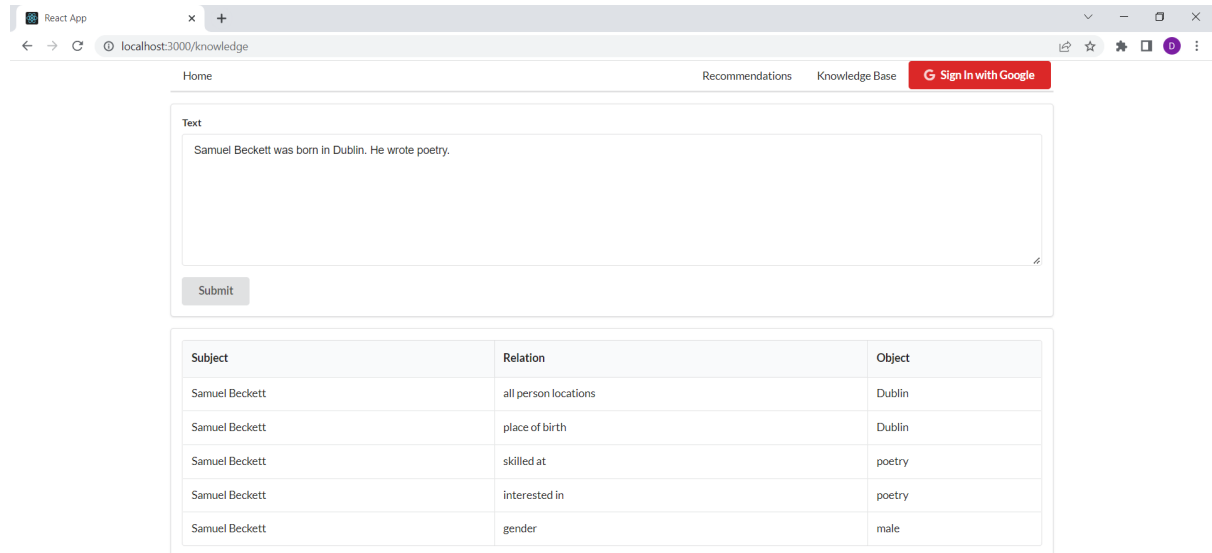 React App
localhost:3000/knowledge
D
Home Recommendations Knowledge Base Sign In with Google
Text
Samuel Beckett was born in Dublin. He wrote poetry.
Submit
Subject Relation Object
Samuel Beckett all person locations Dublin
Samuel Beckett place of birth Dublin
Samuel Beckett skilled at poetry
Samuel Beckett interested in poetry
Samuel Beckett gender male